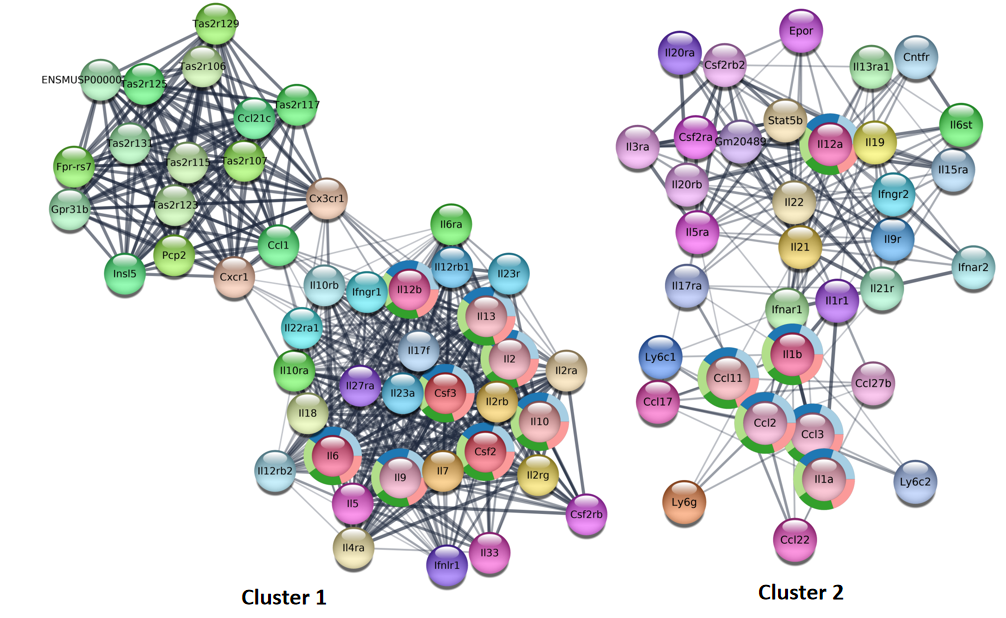 Tas2r129
Tas2r106
ENSMUSP00000
Tas2r125
Tas2r117
Ccl21c
Tas2r131
Tas2r115
Tas2r107
Fpr-rs7
Gpr31b
Tas2r123
Cx3cr1
Pcp2
Ccl1
Insl5
Cxcr1
Il6ra
Il12rb1
Il23r
Il10rb
Ifngr1
Il12b
Il13
Il22ra1
Il17f
Il2
Il10ra
Il2ra
Il27ra
Il23a
Csf3
Il2rb
Il18
Il10
Il6
Csf2
Il12rb2
Il9
Il7
Il2rg
Il5
Csf2rb
Il4ra
Il33
Ifnlr1
Cluster 1
Epor
Il20ra
Csf2rb2
Il13ra1
Cntfr
Stat5b
Il6st
Il3ra
Csf2ra
Gm20489
Il12a
Il19
Il15ra
Il20rb
Il22
Ifngr2
Il5ra
Il21
Il9r
Ifnar2
Il17ra
Il21r
Ifnar1
Il1r1
Ly6c1
Il1b
Ccl11
Ccl27b
Ccl17
Ccl2
Ccl3
Il1a
Ly6c2
Ly6g
Ccl22
Cluster 2